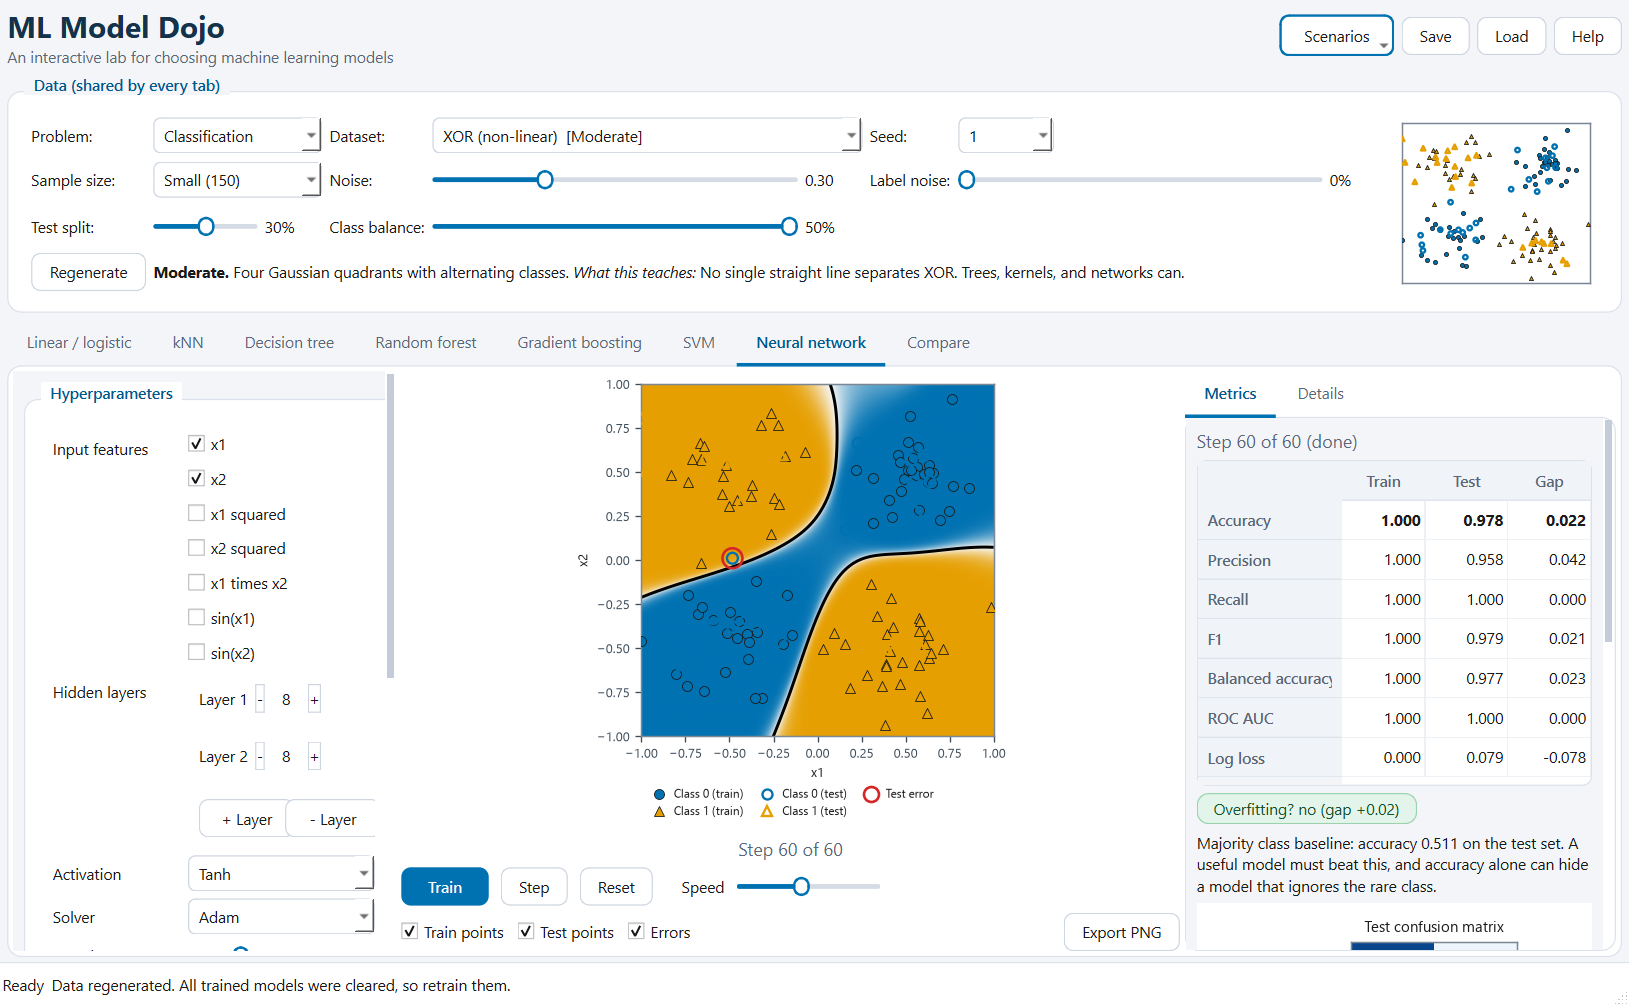 ML Model Dojo
An interactive lab for choosing machine learning models
Scenarios
Save
Load
Help
Data (shared by every tab)
Problem:
Classification
Dataset:
XOR (non-linear) [Moderate]
Seed:
1
Sample size:
Small (150)
Noise:
0.30
Label noise:
0%
Test split:
30%
Class balance:
50%
Regenerate
Moderate. Four Gaussian quadrants with alternating classes. What this teaches: No single straight line separates XOR. Trees, kernels, and networks can.
Linear / logistic
kNN
Decision tree
Random forest
Gradient boosting
SVM
Neural network
Compare
Hyperparameters
Input features
x1
x2
x1 squared
x2 squared
x1 times x2
sin(x1)
sin(x2)
Hidden layers
Layer 1 - 8 +
Layer 2 - 8 +
+ Layer
- Layer
Activation
Tanh
Solver
Adam
1.00
0.75
0.50
0.25
0.00
−0.25
−0.50
−0.75
−1.00
x2
−1.00 −0.75 −0.50 −0.25 0.00 0.25 0.50 0.75 1.00
x1
Class 0 (train)
Class 0 (test)
Test error
Class 1 (train)
Class 1 (test)
Step 60 of 60
Train
Step
Reset
Speed
Train points
Test points
Errors
Export PNG
Metrics
Details
Step 60 of 60 (done)
Train Test Gap
Accuracy 1.000 0.978 0.022
Precision 1.000 0.958 0.042
Recall 1.000 1.000 0.000
F1 1.000 0.979 0.021
Balanced accuracy 1.000 0.977 0.023
ROC AUC 1.000 1.000 0.000
Log loss 0.000 0.079 -0.078
Overfitting? no (gap +0.02)
Majority class baseline: accuracy 0.511 on the test set. A
useful model must beat this, and accuracy alone can hide
a model that ignores the rare class.
Test confusion matrix
Ready Data regenerated. All trained models were cleared, so retrain them.